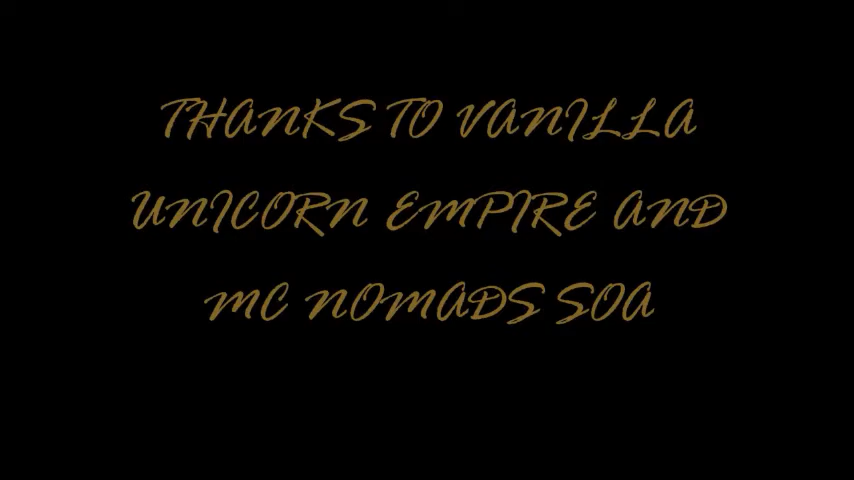 THANKS TO VANILLA
UNICORN EMPIRE AND
MC NOMADS SOA